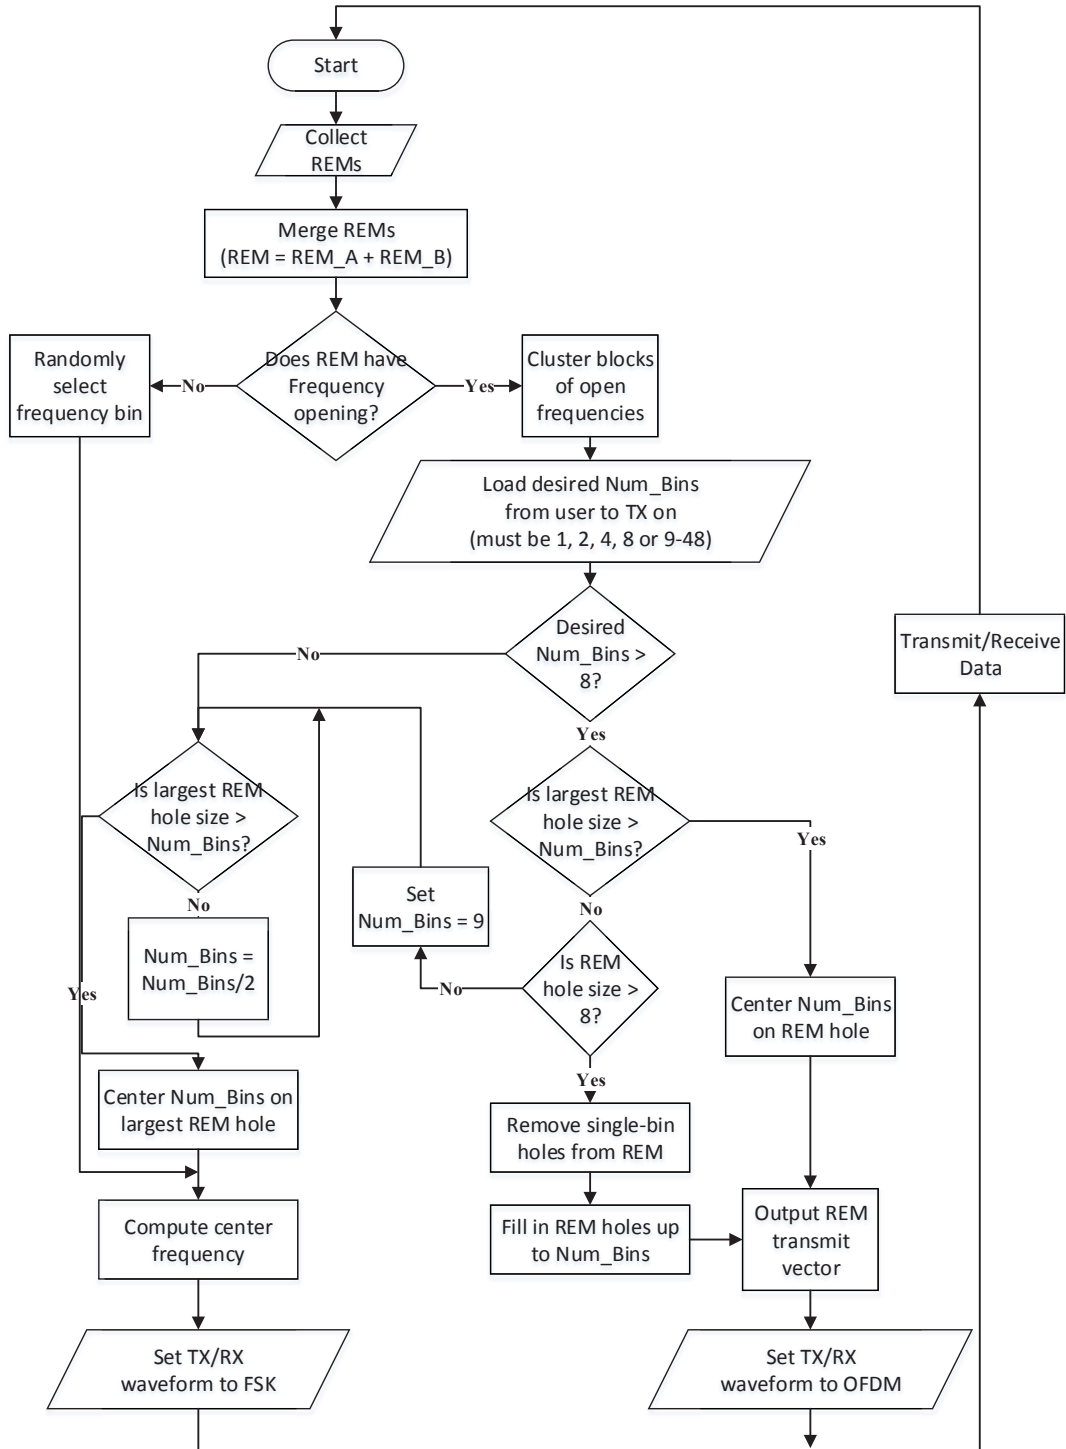 Start
Collect
REMs
Merge REMs
(REM = REM_A + REM_B)
Randomly
select
frequency bin
No
Does REM have
Frequency
opening?
Yes
Cluster blocks
of open
frequencies
Load desired Num_Bins
from user to TX on
(must be 1, 2, 4, 8 or 9-48)
Desired
Num_Bins >
8?
No
Yes
Transmit/Receive
Data
Is largest REM
hole size >
Num_Bins?
No
Yes
Num_Bins =
Num_Bins/2
Set
Num_Bins = 9
Is largest REM
hole size >
Num_Bins?
Yes
No
Is REM
hole size >
8?
No
Yes
Center Num_Bins
on REM hole
Center Num_Bins on
largest REM hole
Remove single-bin
holes from REM
Compute center
frequency
Fill in REM holes up
to Num_Bins
Output REM
transmit
vector
Set TX/RX
waveform to FSK
Set TX/RX
waveform to OFDM